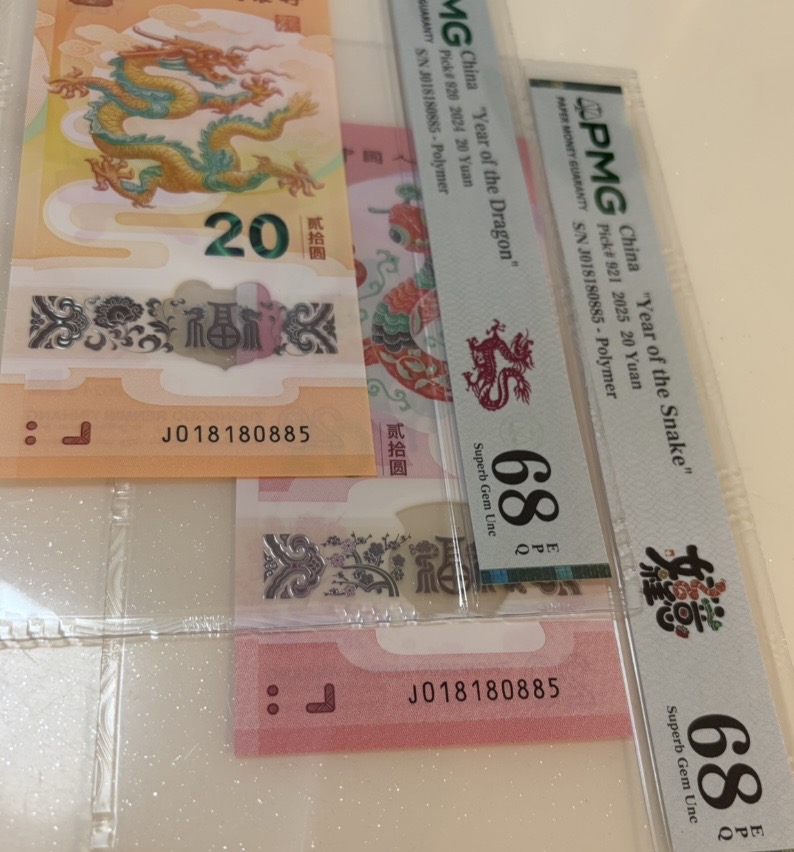 20
贰拾圆
J018180885
贰拾圆
J018180885
PMG
GUARANTY
China "Year of the Dragon"
Pick# 920 2024 20 Yuan
S/N J018180885 - Polymer
68 EPQ
Superb Gem Unc
PMG
PAPER MONEY GUARANTY
China "Year of the Snake"
Pick# 921 2025 20 Yuan
S/N J018180885 - Polymer
68 EPQ
Superb Gem Unc